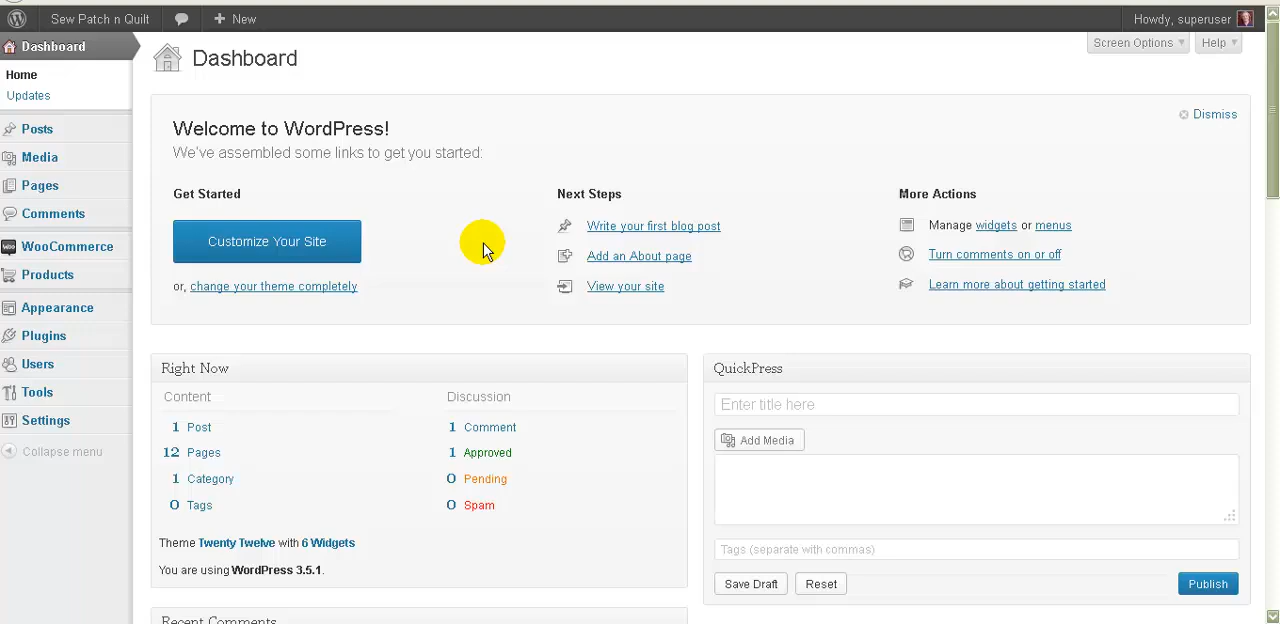 Sew Patch n Quilt
New
Howdy, superuser
Dashboard
Home
Updates
Posts
Media
Pages
Comments
WooCommerce
Products
Appearance
Plugins
Users
Tools
Settings
Collapse menu
Screen Options
Help
Dashboard
Dismiss
Welcome to WordPress!
We've assembled some links to get you started:
Get Started
Customize Your Site
or, change your theme completely
Next Steps
Write your first blog post
Add an About page
View your site
More Actions
Manage widgets or menus
Turn comments on or off
Learn more about getting started
Right Now
Content
1 Post
12 Pages
1 Category
0 Tags
Discussion
1 Comment
1 Approved
0 Pending
0 Spam
Theme Twenty Twelve with 6 Widgets
You are using WordPress 3.5.1.
Recent Comments
QuickPress
Enter title here
Add Media
Tags (separate with commas)
Save Draft
Reset
Publish